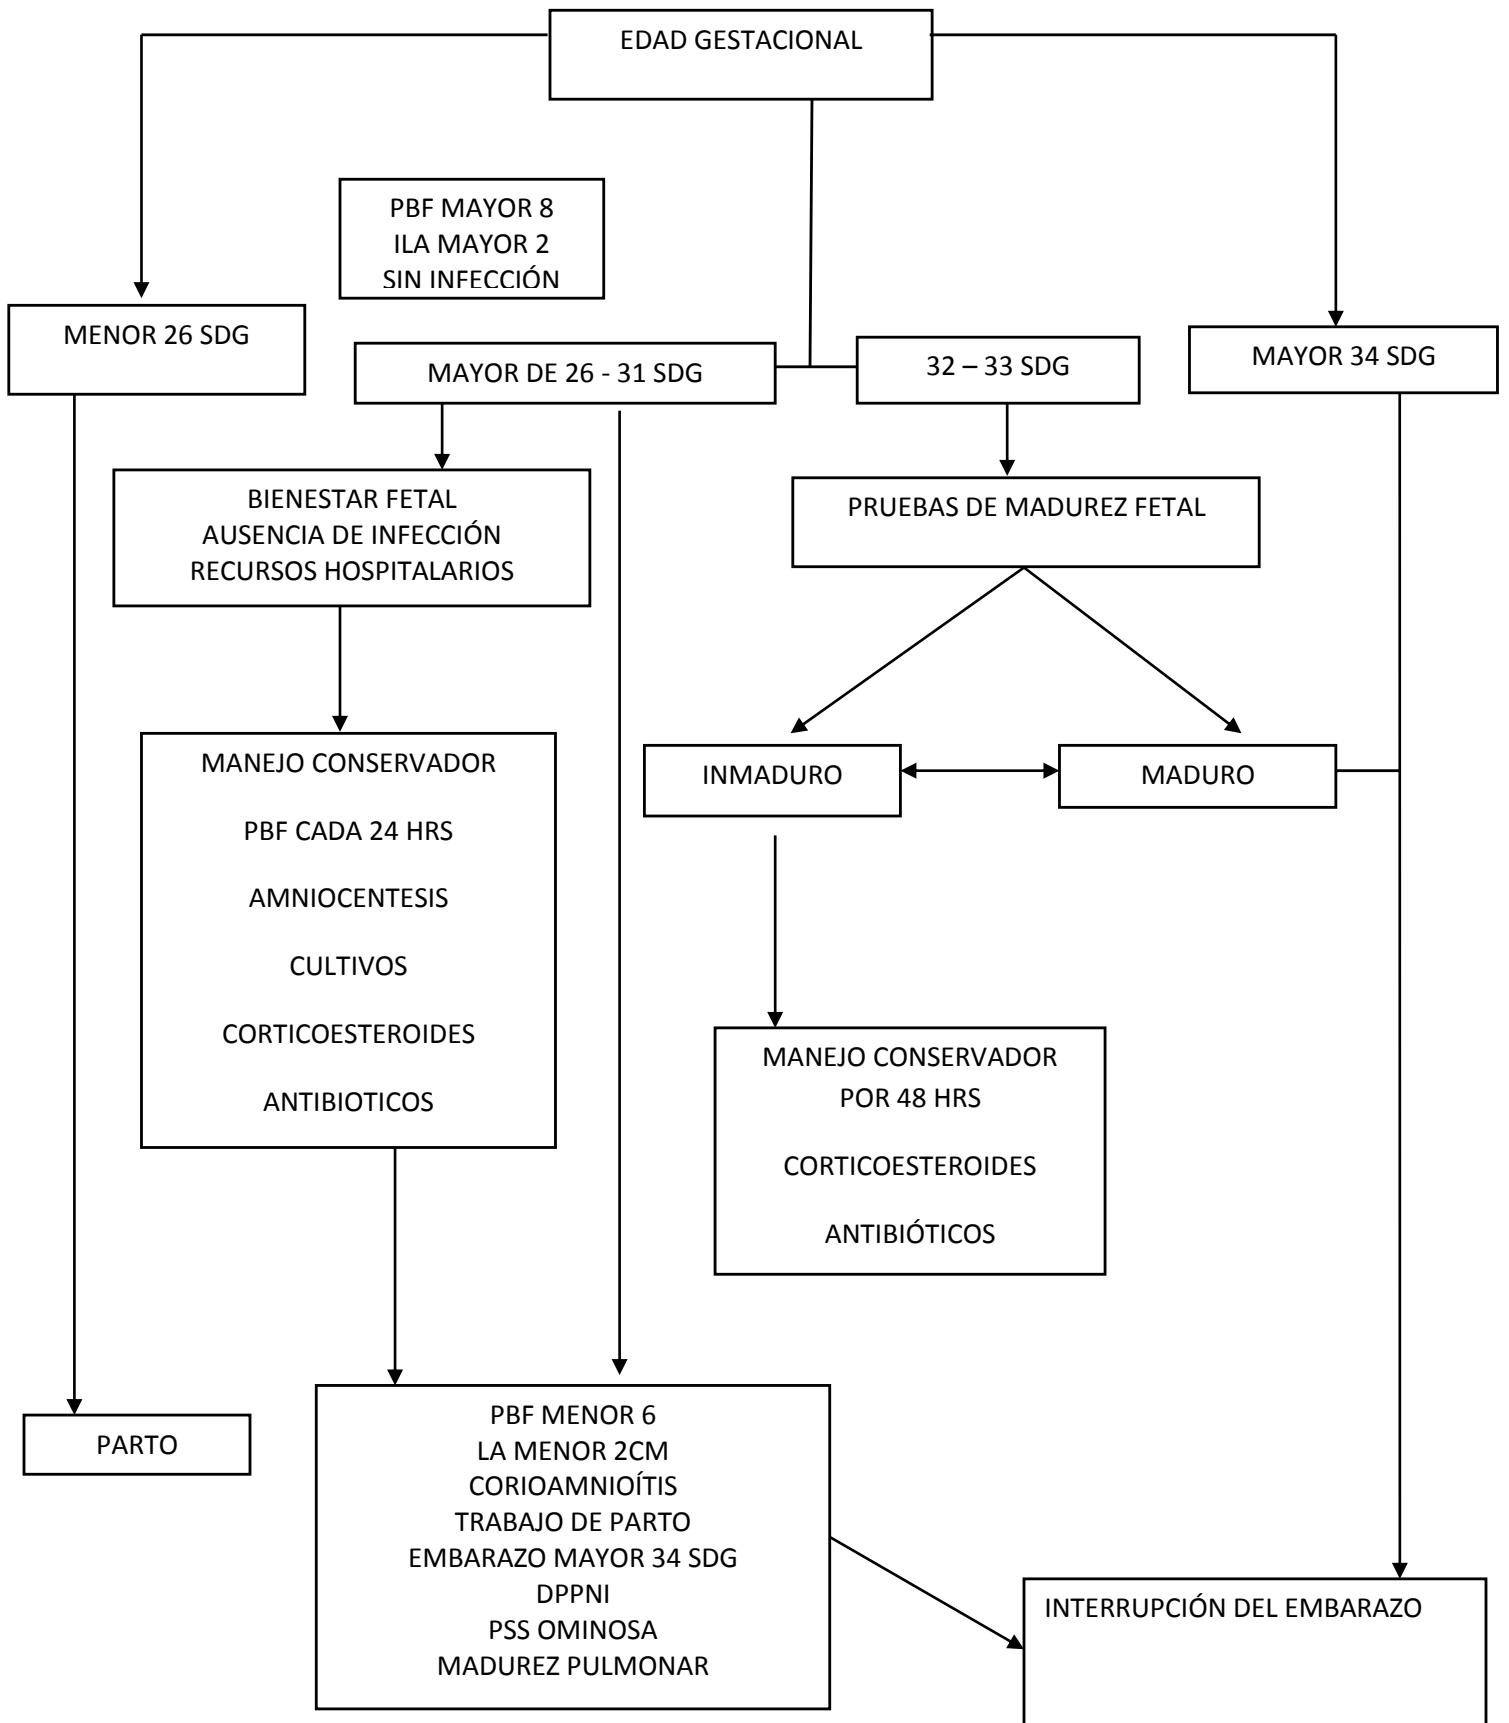 EDAD GESTACIONAL
PBF MAYOR 8
ILA MAYOR 2
SIN INFECCIÓN
MENOR 26 SDG
MAYOR DE 26 - 31 SDG
32 – 33 SDG
MAYOR 34 SDG
BIENESTAR FETAL
AUSENCIA DE INFECCIÓN
RECURSOS HOSPITALARIOS
PRUEBAS DE MADUREZ FETAL
MANEJO CONSERVADOR
PBF CADA 24 HRS
AMNIOCENTESIS
CULTIVOS
CORTICOESTEROIDES
ANTIBIOTICOS
INMADURO
MADURO
MANEJO CONSERVADOR
POR 48 HRS
CORTICOESTEROIDES
ANTIBIÓTICOS
PARTO
PBF MENOR 6
LA MENOR 2CM
CORIOAMNIOÍTIS
TRABAJO DE PARTO
EMBARAZO MAYOR 34 SDG
DPPNI
PSS OMINOSA
MADUREZ PULMONAR
INTERRUPCIÓN DEL EMBARAZO